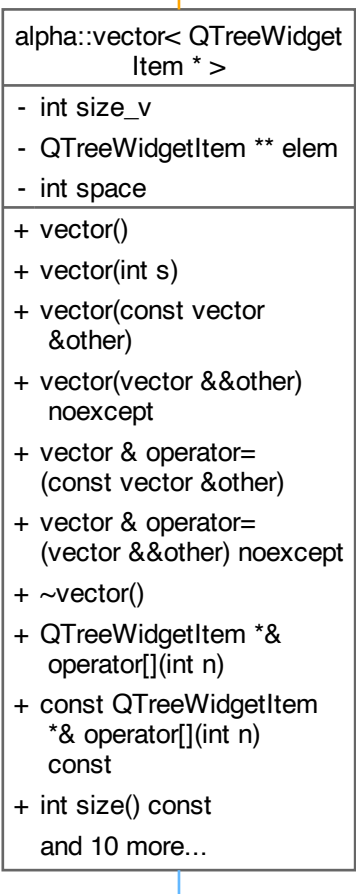 alpha::vector< QTreeWidget
Item * >
- int size_v
- QTreeWidgetItem ** elem
- int space
+ vector()
+ vector(int s)
+ vector(const vector
&other)
+ vector(vector &&other)
noexcept
+ vector & operator=
(const vector &other)
+ vector & operator=
(vector &&other) noexcept
+ ~vector()
+ QTreeWidgetItem *&
operator[](int n)
+ const QTreeWidgetItem
*& operator[](int n)
const
+ int size() const
and 10 more...